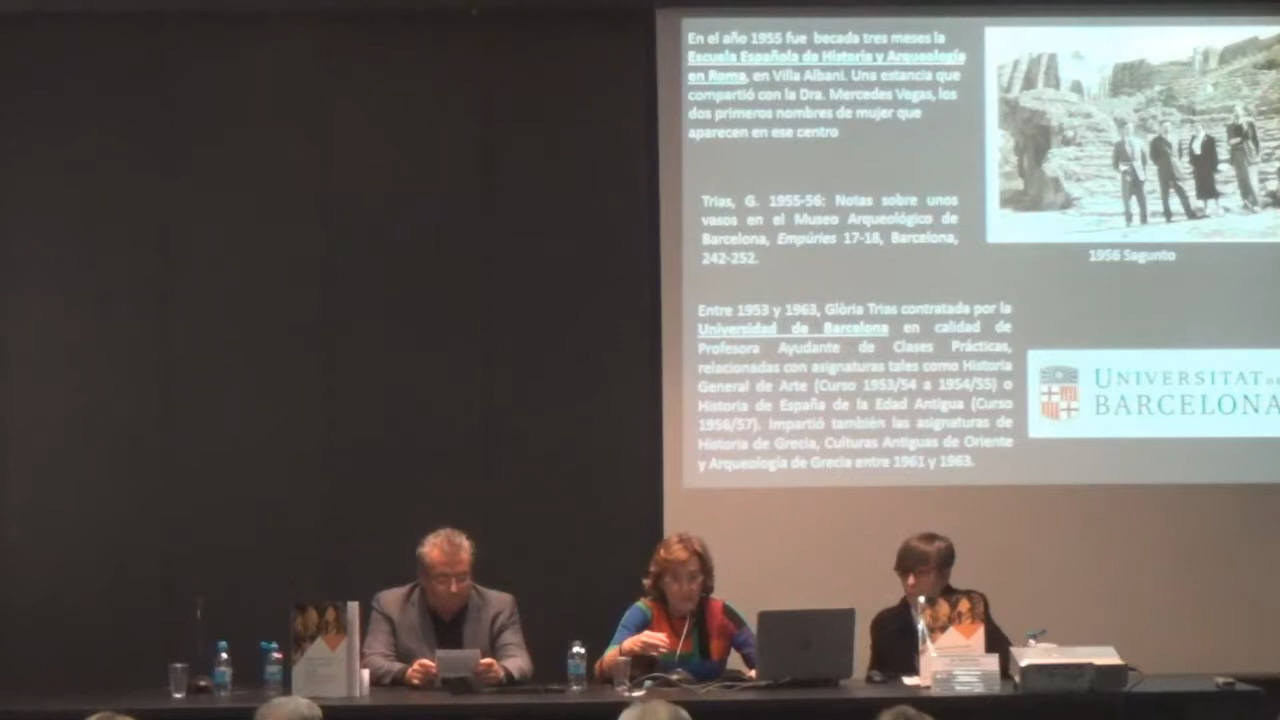 En el año 1955 fue becada tres meses la
Escuela Española de Historia y Arqueología
en Roma, en Villa Albani. Una estancia que
compartió con la Dra. Mercedes Vegas, los
dos primeros nombres de mujer que
aparecen en ese centro
Trias, G. 1955-56: Notas sobre unos
vasos en el Museo Arqueológico de
Barcelona, Empúries 17-18, Barcelona,
242-252.
1956 Sagunto
Entre 1953 y 1963, Glòria Trias contratada por la
Universidad de Barcelona en calidad de
Profesora Ayudante de Clases Prácticas,
relacionadas con asignaturas tales como Historia
General de Arte (Curso 1953/54 a 1954/55) o
Historia de España de la Edad Antigua (Curso
1956/57). Impartió también las asignaturas de
Historia de Grecia, Culturas Antiguas de Oriente
y Arqueología de Grecia entre 1961 y 1963.
UNIVERSITAT DE
BARCELONA